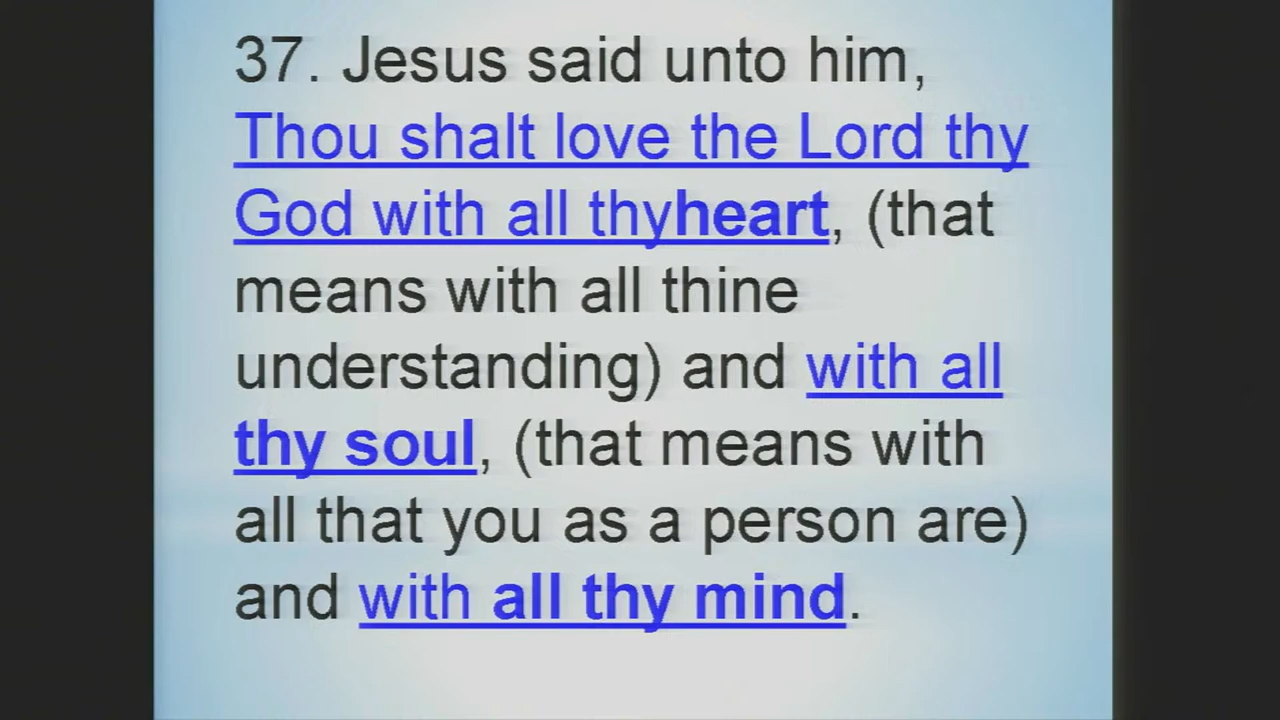 37. Jesus said unto him,
Thou shalt love the Lord thy
God with all thyheart, (that
means with all thine
understanding) and with all
thy soul, (that means with
all that you as a person are)
and with all thy mind.